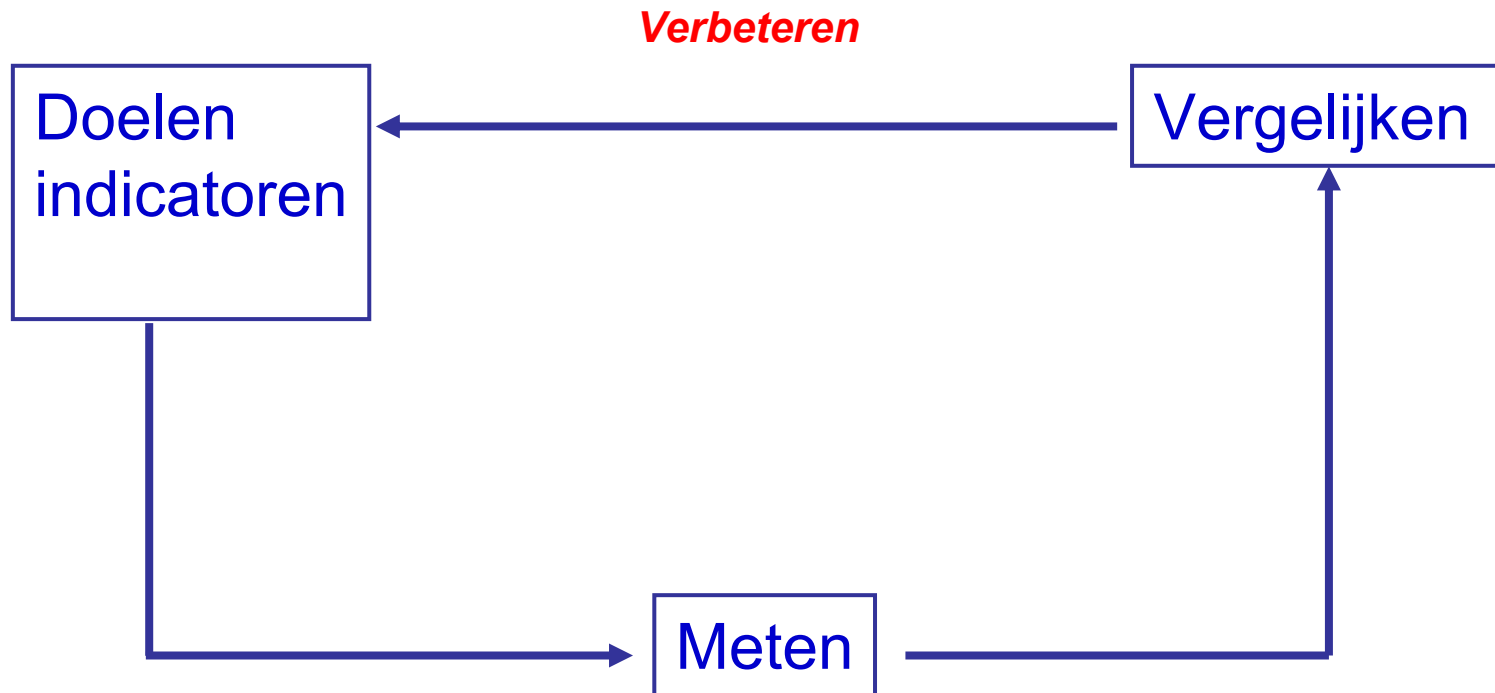 Verbeteren
Doelen
indicatoren
Vergelijken
Meten